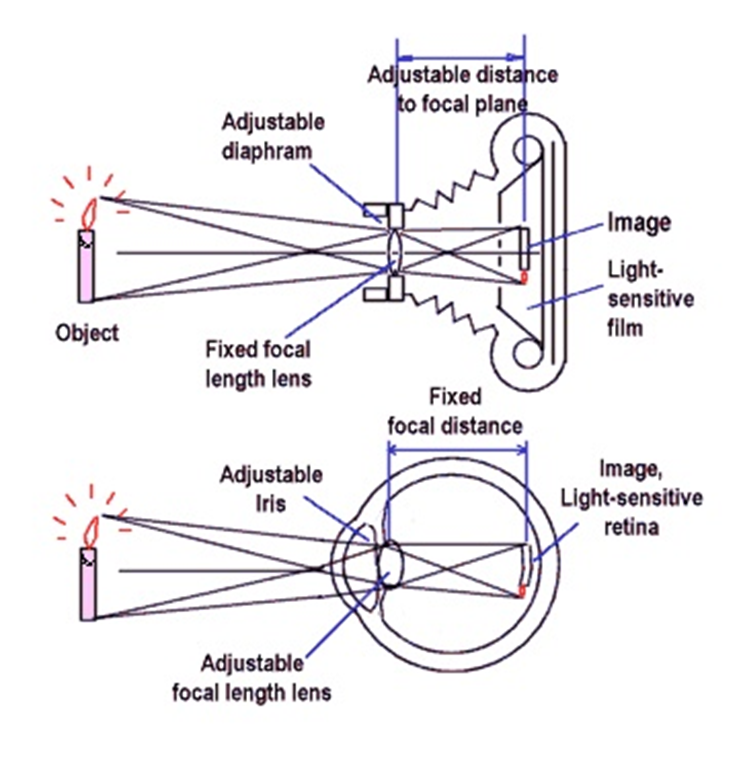 Adjustable distance
to focal plane
Adjustable
diaphram
Image
Light-
sensitive
film
Object
Fixed focal
length lens
Fixed
focal distance
Adjustable
Iris
Image,
Light-sensitive
retina
Adjustable
focal length lens